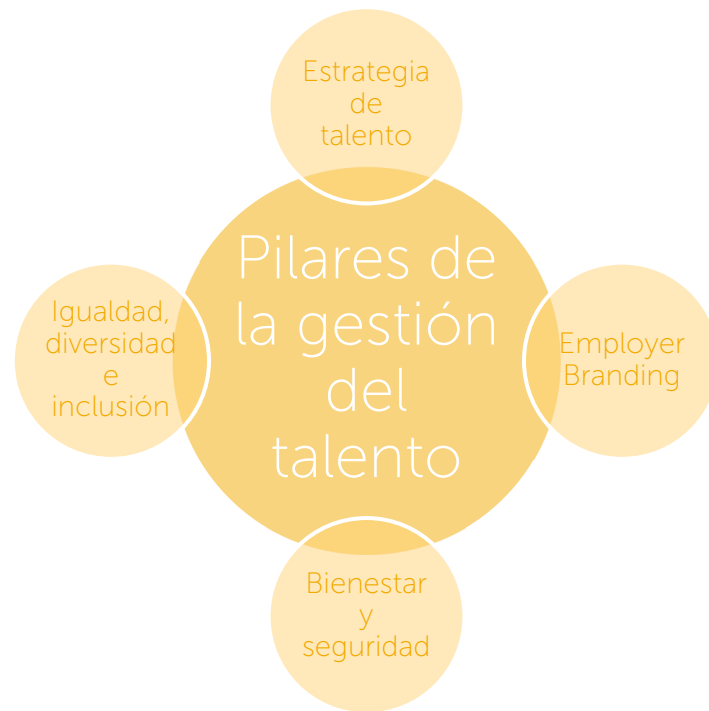 Estrategia
de
talento
Pilares de
la gestión
del
talento
Igualdad,
diversidad
e
inclusión
Employer
Branding
Bienestar
y
seguridad